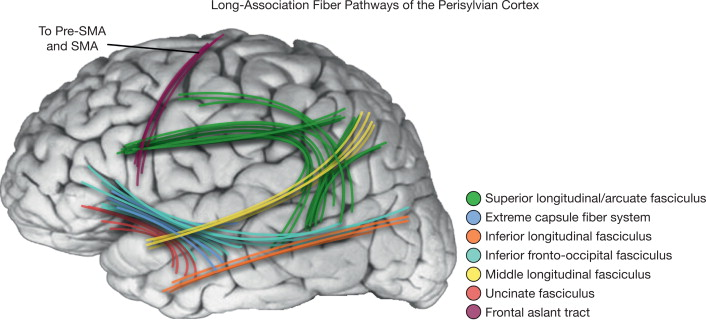 Long-Association Fiber Pathways of the Perisylvian Cortex
To Pre-SMA
and SMA
Superior longitudinal/arcuate fasciculus
Extreme capsule fiber system
Inferior longitudinal fasciculus
Inferior fronto-occipital fasciculus
Middle longitudinal fasciculus
Uncinate fasciculus
Frontal aslant tract